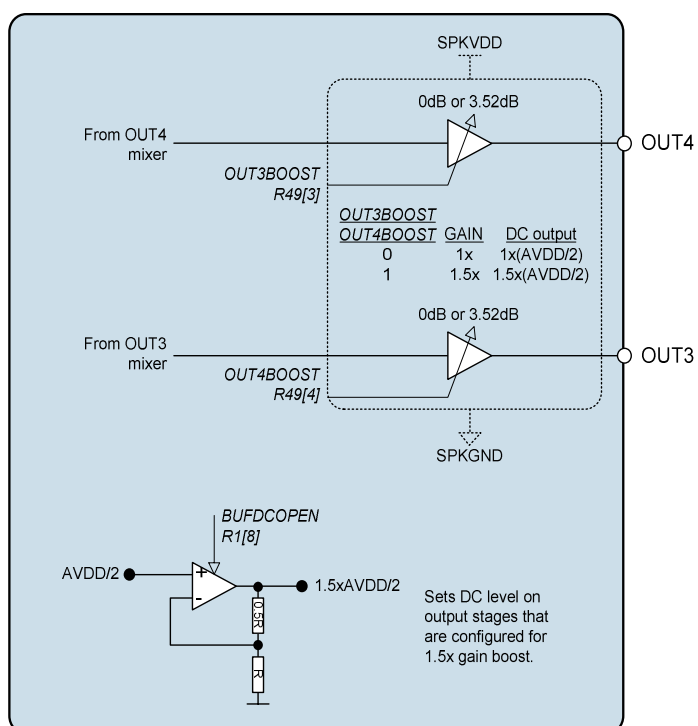 SPKVDD
0dB or 3.52dB
From OUT4
mixer
OUT4
OUT3BOOST
R49[3]
OUT3BOOST
OUT4BOOST GAIN DC output
0 1x 1x(AVDD/2)
1 1.5x 1.5x(AVDD/2)
0dB or 3.52dB
From OUT3
mixer
OUT3
OUT4BOOST
R49[4]
SPKGND
BUFDCOPEN
R1[8]
AVDD/2
+
-
1.5xAVDD/2
0.5R
R
Sets DC level on
output stages that
are configured for
1.5x gain boost.